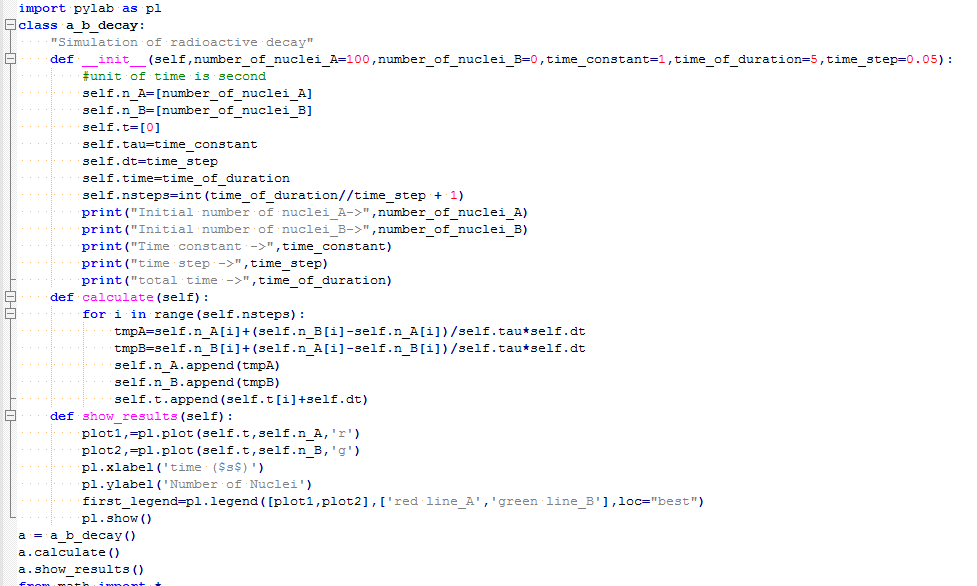 import pylab as pl
class a_b_decay:
    "Simulation of radioactive decay"
    def __init__(self,number_of_nuclei_A=100,number_of_nuclei_B=0,time_constant=1,time_of_duration=5,time_step=0.05):
        #unit of time is second
        self.n_A=[number_of_nuclei_A]
        self.n_B=[number_of_nuclei_B]
        self.t=[0]
        self.tau=time_constant
        self.dt=time_step
        self.time=time_of_duration
        self.nsteps=int(time_of_duration//time_step + 1)
        print("Initial number of nuclei_A->",number_of_nuclei_A)
        print("Initial number of nuclei_B->",number_of_nuclei_B)
        print("Time constant ->",time_constant)
        print("time step ->",time_step)
        print("total time ->",time_of_duration)
    def calculate(self):
        for i in range(self.nsteps):
            tmpA=self.n_A[i]+(self.n_B[i]-self.n_A[i])/self.tau*self.dt
            tmpB=self.n_B[i]+(self.n_A[i]-self.n_B[i])/self.tau*self.dt
            self.n_A.append(tmpA)
            self.n_B.append(tmpB)
            self.t.append(self.t[i]+self.dt)
    def show_results(self):
        plot1,=pl.plot(self.t,self.n_A,'r')
        plot2,=pl.plot(self.t,self.n_B,'g')
        pl.xlabel('time ($s$)')
        pl.ylabel('Number of Nuclei')
        first_legend=pl.legend([plot1,plot2],['red line_A','green line_B'],loc="best")
        pl.show()
a = a_b_decay()
a.calculate()
a.show_results()
from math import *